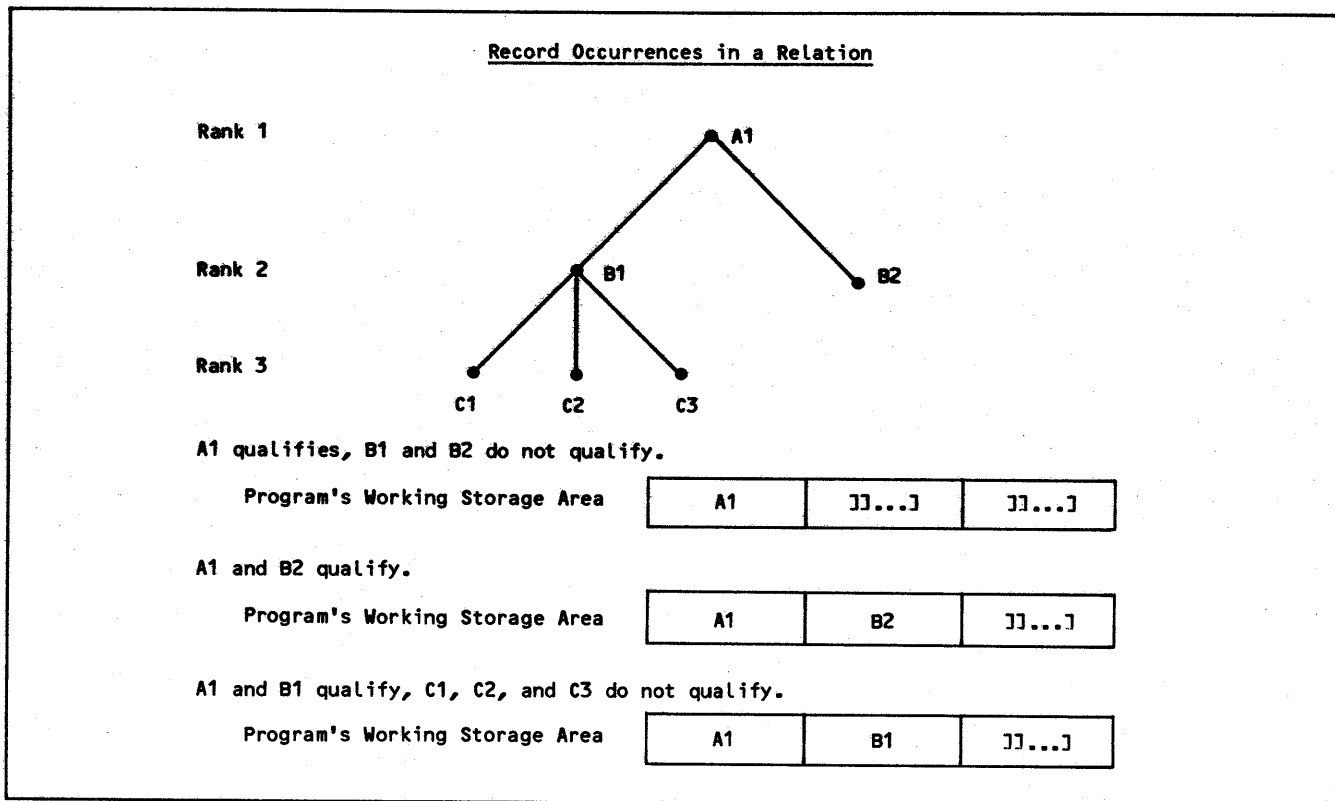 Record Occurrences in a Relation
Rank 1
A1
Rank 2
B1
B2
Rank 3
C1 C2 C3
A1 qualifies, B1 and B2 do not qualify.
Program's Working Storage Area A1 ]]...] ]]...]
A1 and B2 qualify.
Program's Working Storage Area A1 B2 ]]...]
A1 and B1 qualify, C1, C2, and C3 do not qualify.
Program's Working Storage Area A1 B1 ]]...]